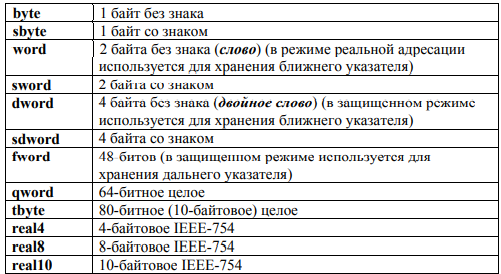 byte 1 байт без знака
sbyte 1 байт со знаком
word 2 байта без знака (слово) (в режиме реальной адресации
используется для хранения ближнего указателя)
sword 2 байта со знаком
dword 4 байта без знака (двойное слово) (в защищенном режиме
используется для хранения ближнего указателя)
sdword 4 байта со знаком
fword 48-битов (в защищенном режиме используется для
хранения дальнего указателя)
qword 64-битное целое
tbyte 80-битное (10-байтовое) целое
real4 4-байтовое IEEE-754
real8 8-байтовое IEEE-754
real10 10-байтовое IEEE-754